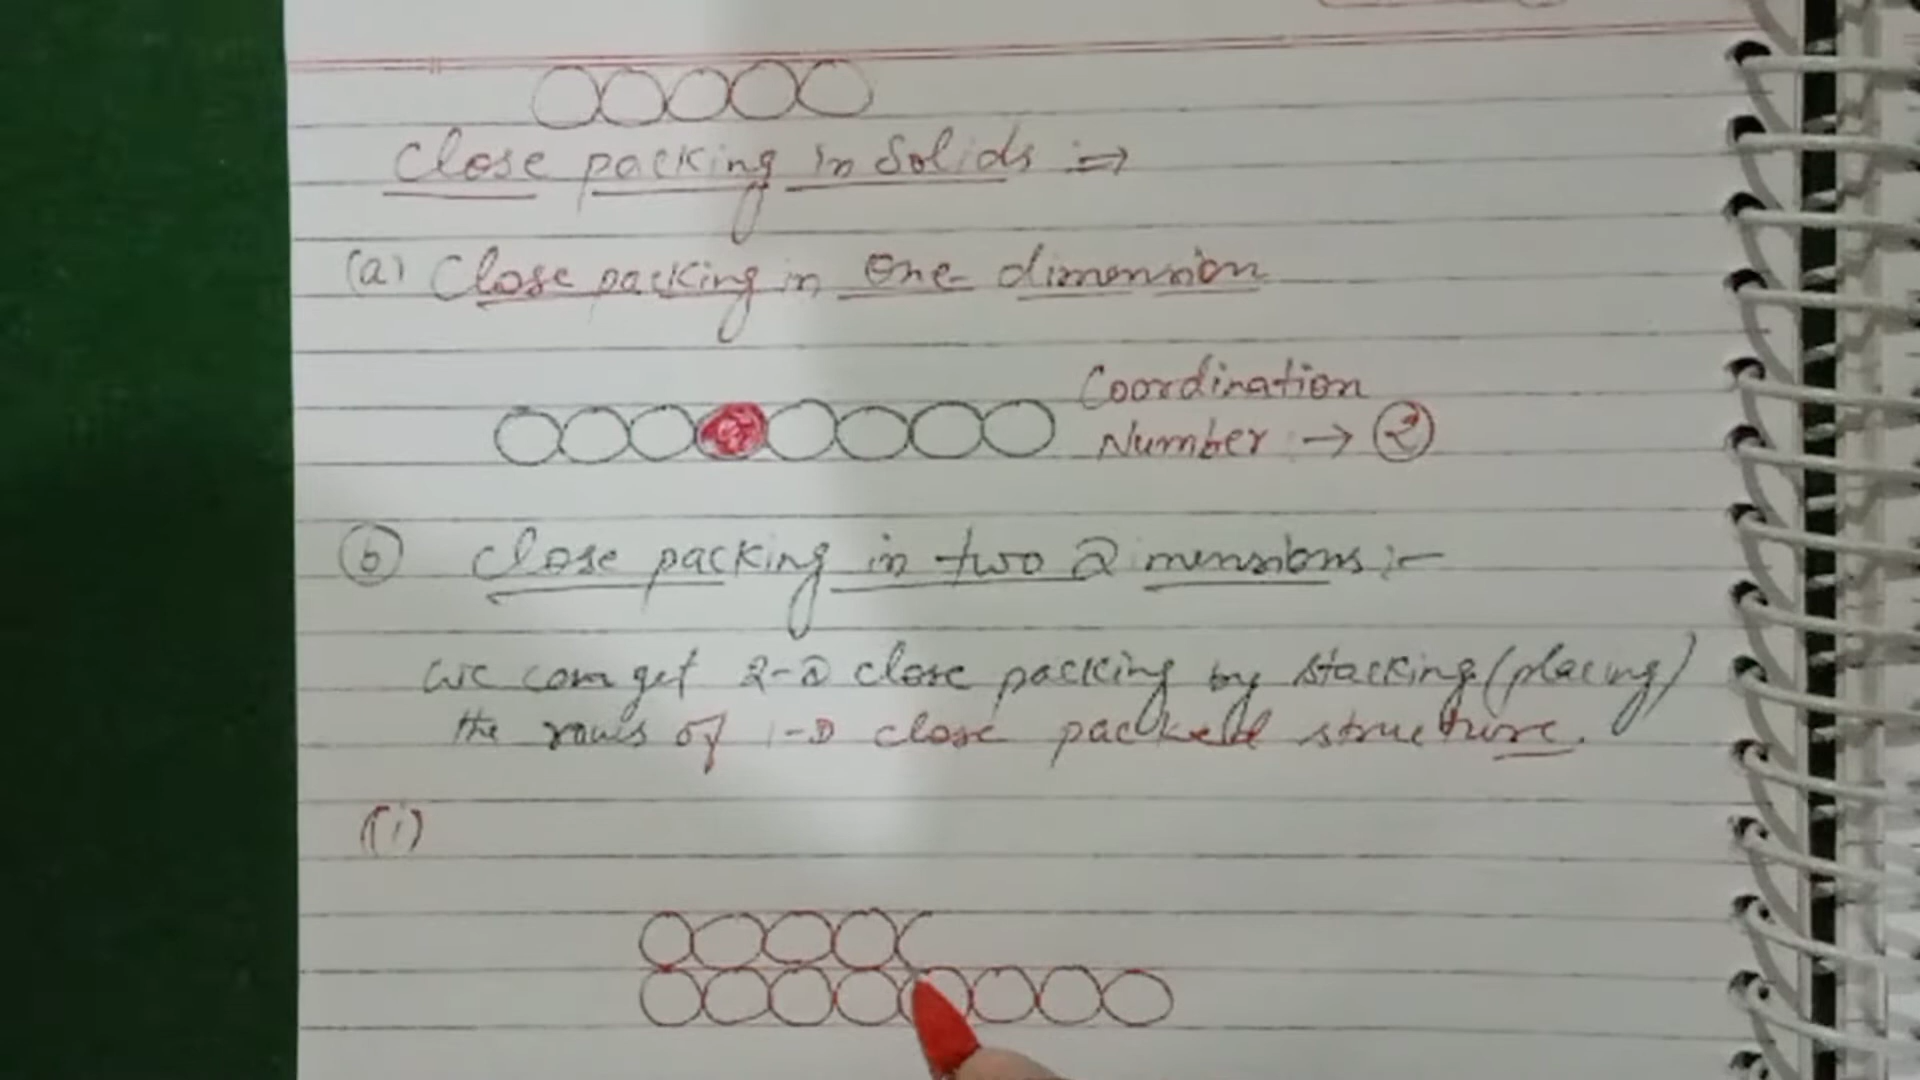 Close packing in Solids ⇒
(a) Close packing in One dimension
Coordination
Number → 2
(b) Close packing in two Dimensions :-
We can get 2-D close packing by stacking (placing)
the rows of 1-D close packed structure.
(i)